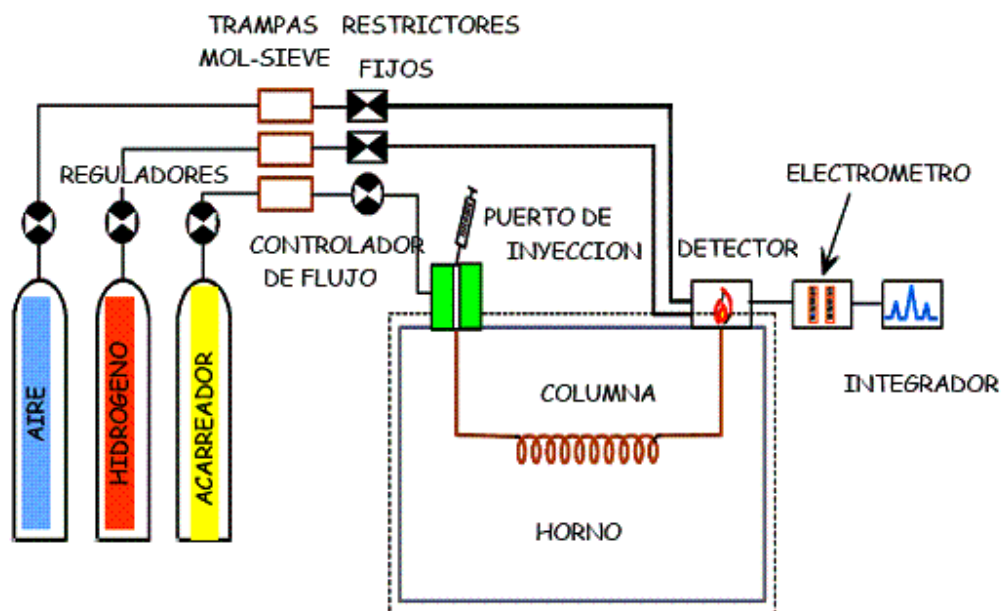 TRAMPAS
MOL-SIEVE
RESTRICTORES
FIJOS
REGULADORES
CONTROLADOR
DE FLUJO
PUERTO DE
INYECCION
DETECTOR
ELECTROMETRO
INTEGRADOR
COLUMNA
HORNO
AIRE
HIDROGENO
ACARREADOR